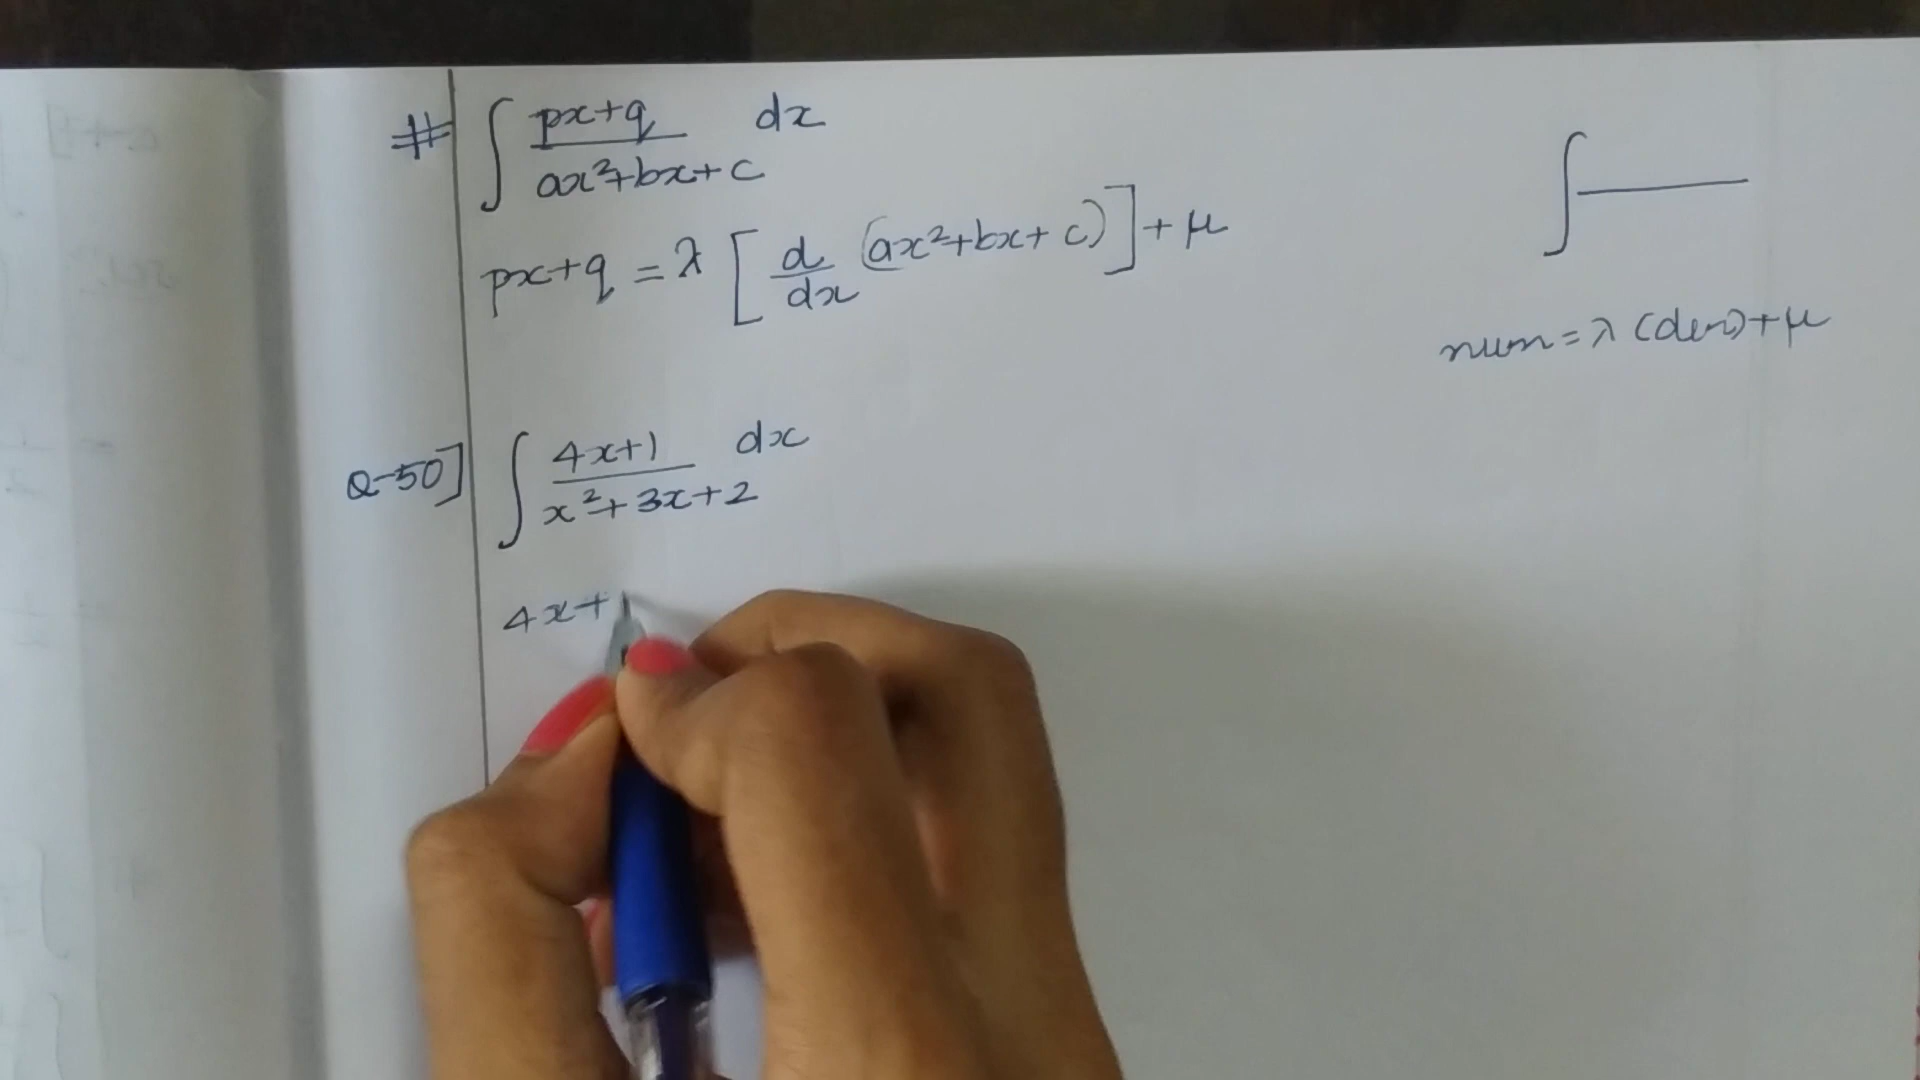 # ∫ px+q / ax²+bx+c dx
px+q = λ [ d/dx (ax²+bx+c) ] + μ
∫
num = λ (den) + μ
Q-50] ∫ 4x+1 / x²+3x+2 dx
4x+